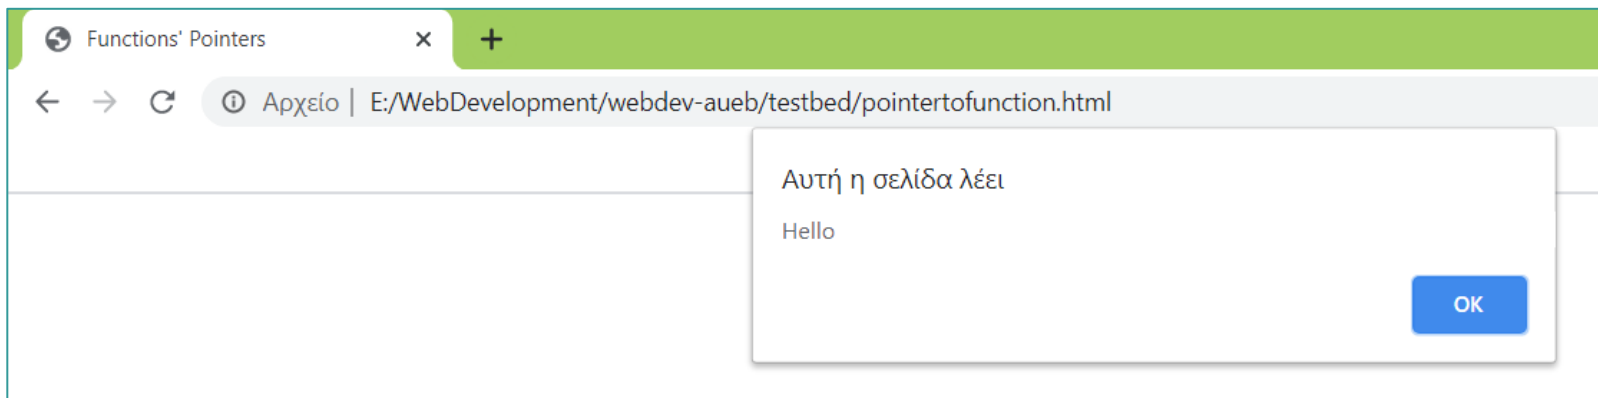 Functions' Pointers
Αρχείο | E:/WebDevelopment/webdev-aueb/testbed/pointertofunction.html
Αυτή η σελίδα λέει
Hello
OK